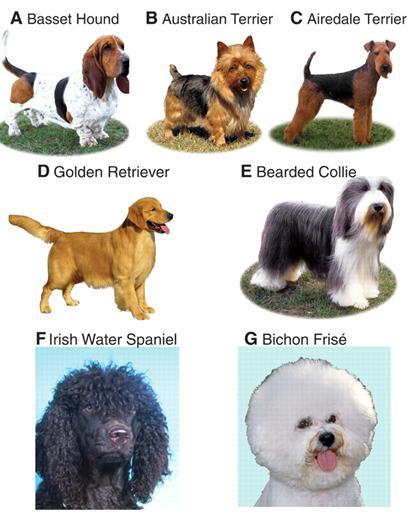 A Basset Hound
B Australian Terrier
C Airedale Terrier
D Golden Retriever
E Bearded Collie
F Irish Water Spaniel
G Bichon Frisé